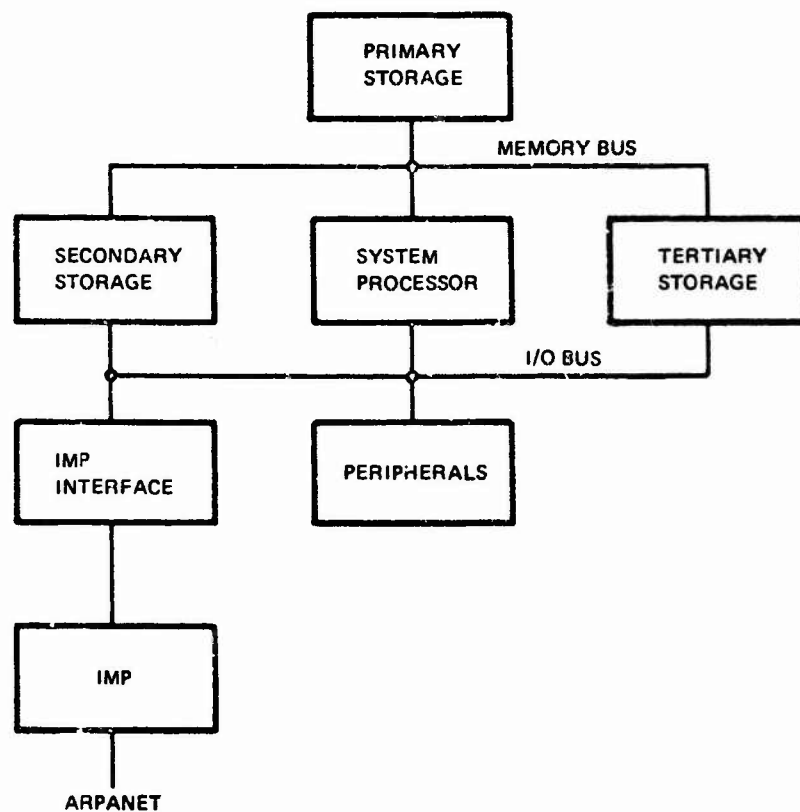 PRIMARY
STORAGE
MEMORY BUS
SECONDARY
STORAGE
SYSTEM
PROCESSOR
TERTIARY
STORAGE
I/O BUS
IMP
INTERFACE
PERIPHERALS
IMP
ARPANET